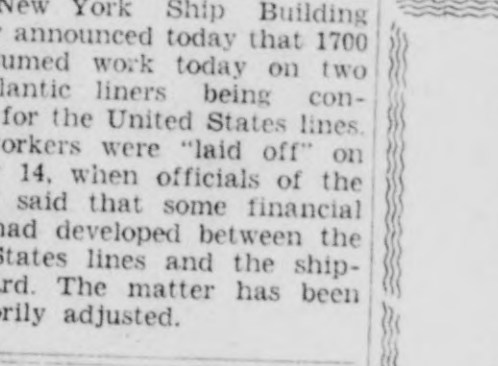 New York Ship Building
announced today that 1700
umed work today on two
lantic liners being con-
for the United States lines.
orkers were "laid off" on
14, when officials of the
said that some financial
ad developed between the
States lines and the ship-
rd. The matter has been
rily adjusted.